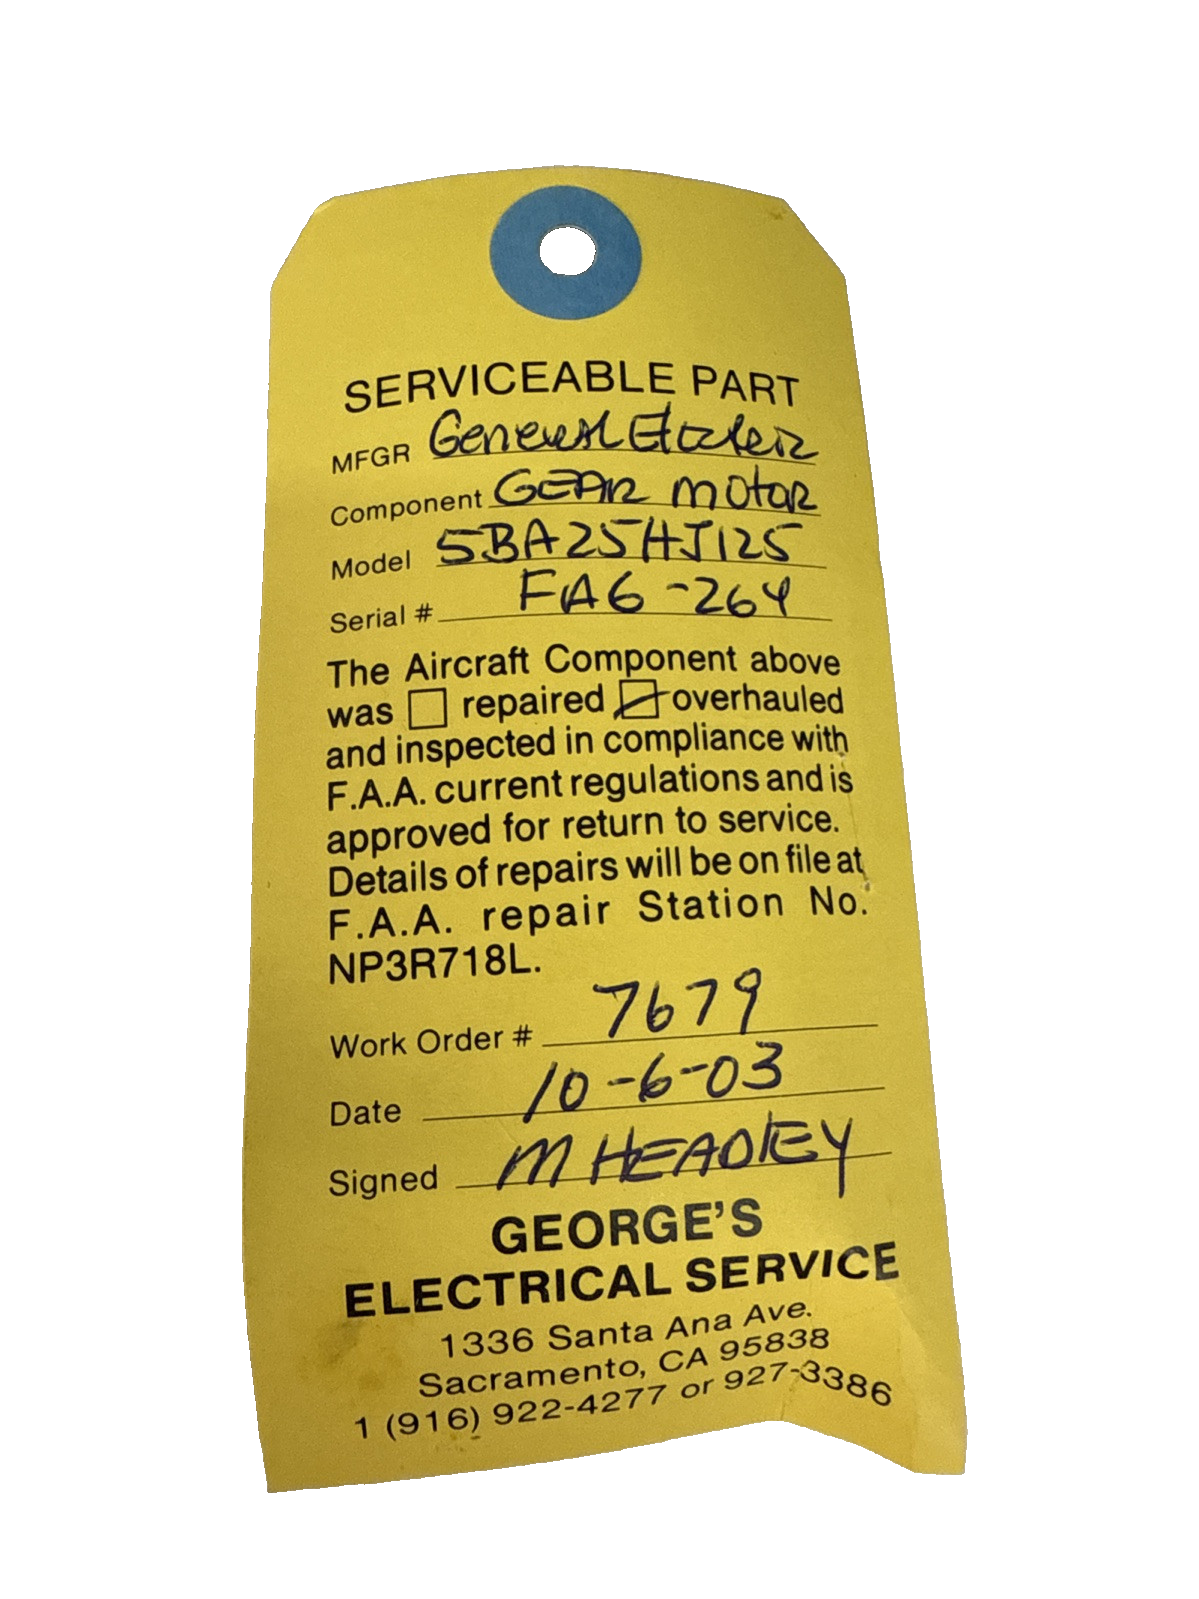 SERVICEABLE PART
MFGR General Electric
Component GEAR MOTOR
Model 5BA25HJ125
Serial # FA6-264
The Aircraft Component above
was ☐ repaired ☑ overhauled
and inspected in compliance with
F.A.A. current regulations and is
approved for return to service.
Details of repairs will be on file at
F.A.A. repair Station No.
NP3R718L.
Work Order # 7679
Date 10-6-03
Signed M HEADLEY
GEORGE'S
ELECTRICAL SERVICE
1336 Santa Ana Ave.
Sacramento, CA 95838
1 (916) 922-4277 or 927-3386